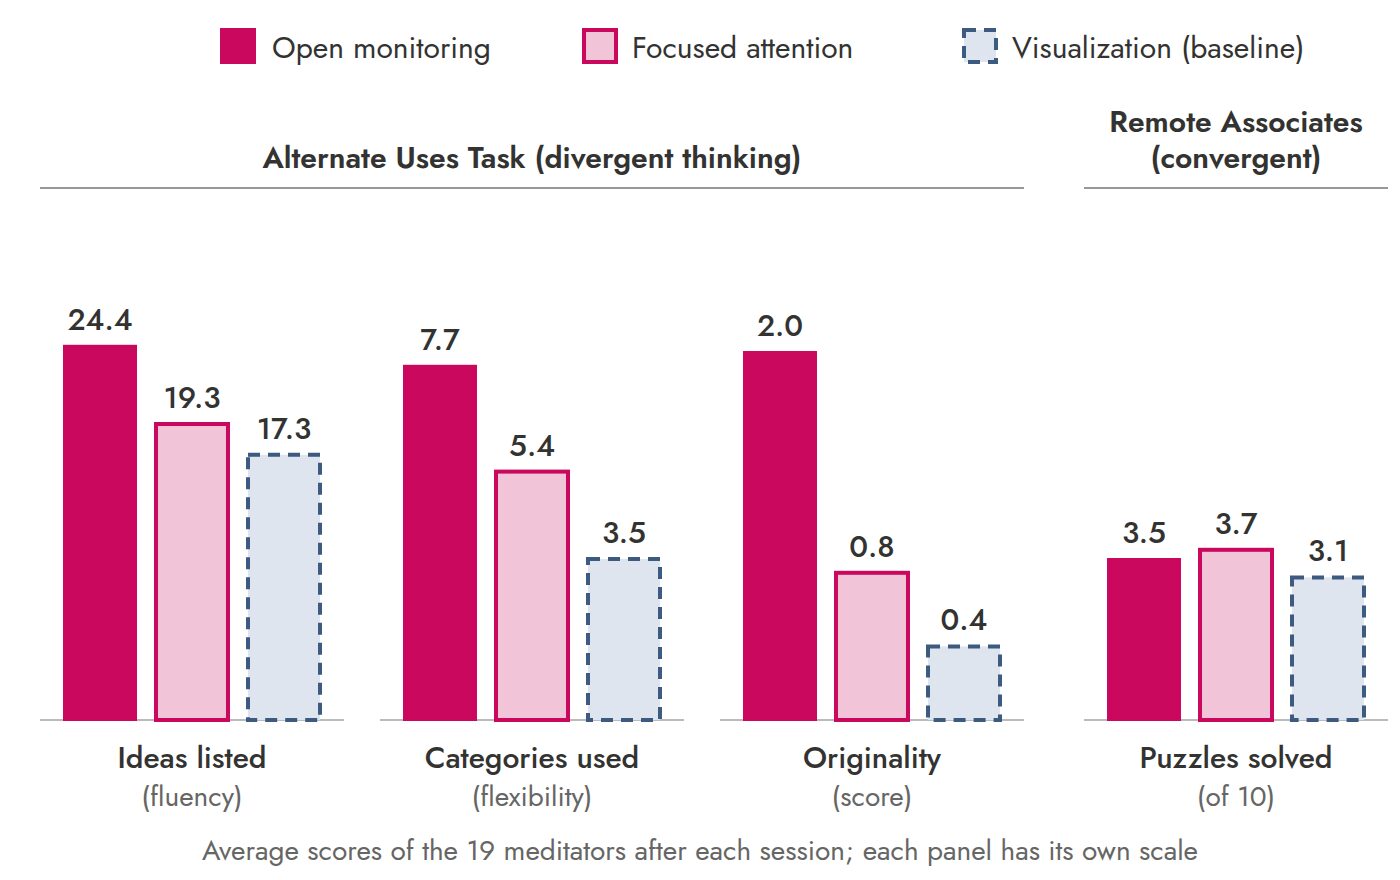 Open monitoring
Focused attention
Visualization (baseline)
Alternate Uses Task (divergent thinking)
Remote Associates
(convergent)
24.4
19.3
17.3
7.7
5.4
3.5
2.0
0.8
0.4
3.5
3.7
3.1
Ideas listed
(fluency)
Categories used
(flexibility)
Originality
(score)
Puzzles solved
(of 10)
Average scores of the 19 meditators after each session; each panel has its own scale